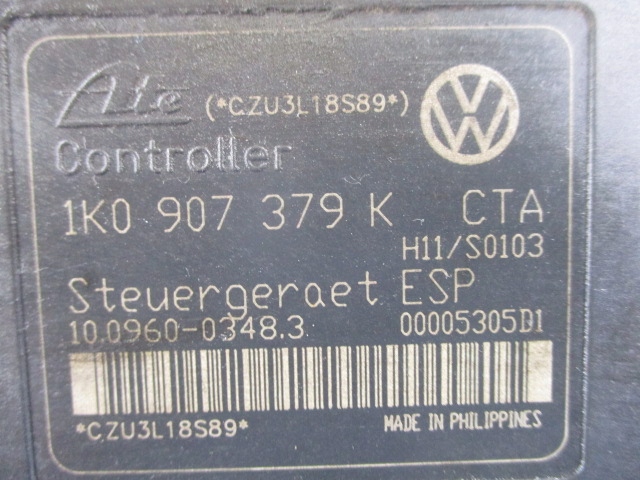 Ate (*CZU3L18S89*)
Controller
1K0 907 379 K CTA
H11/S0103
Steuergeraet ESP
10.0960-0348.3 00005305D1
*CZU3L18S89* MADE IN PHILIPPINES